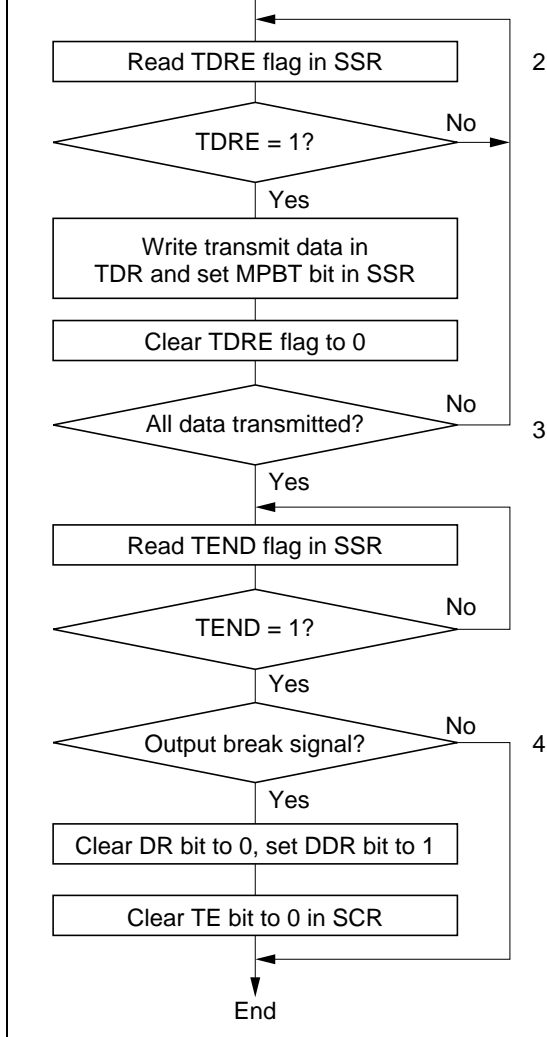 Read TDRE flag in SSR
2
TDRE = 1?
No
Yes
Write transmit data in
TDR and set MPBT bit in SSR
Clear TDRE flag to 0
All data transmitted?
No
3
Yes
Read TEND flag in SSR
TEND = 1?
No
Yes
Output break signal?
No
4
Yes
Clear DR bit to 0, set DDR bit to 1
Clear TE bit to 0 in SCR
End